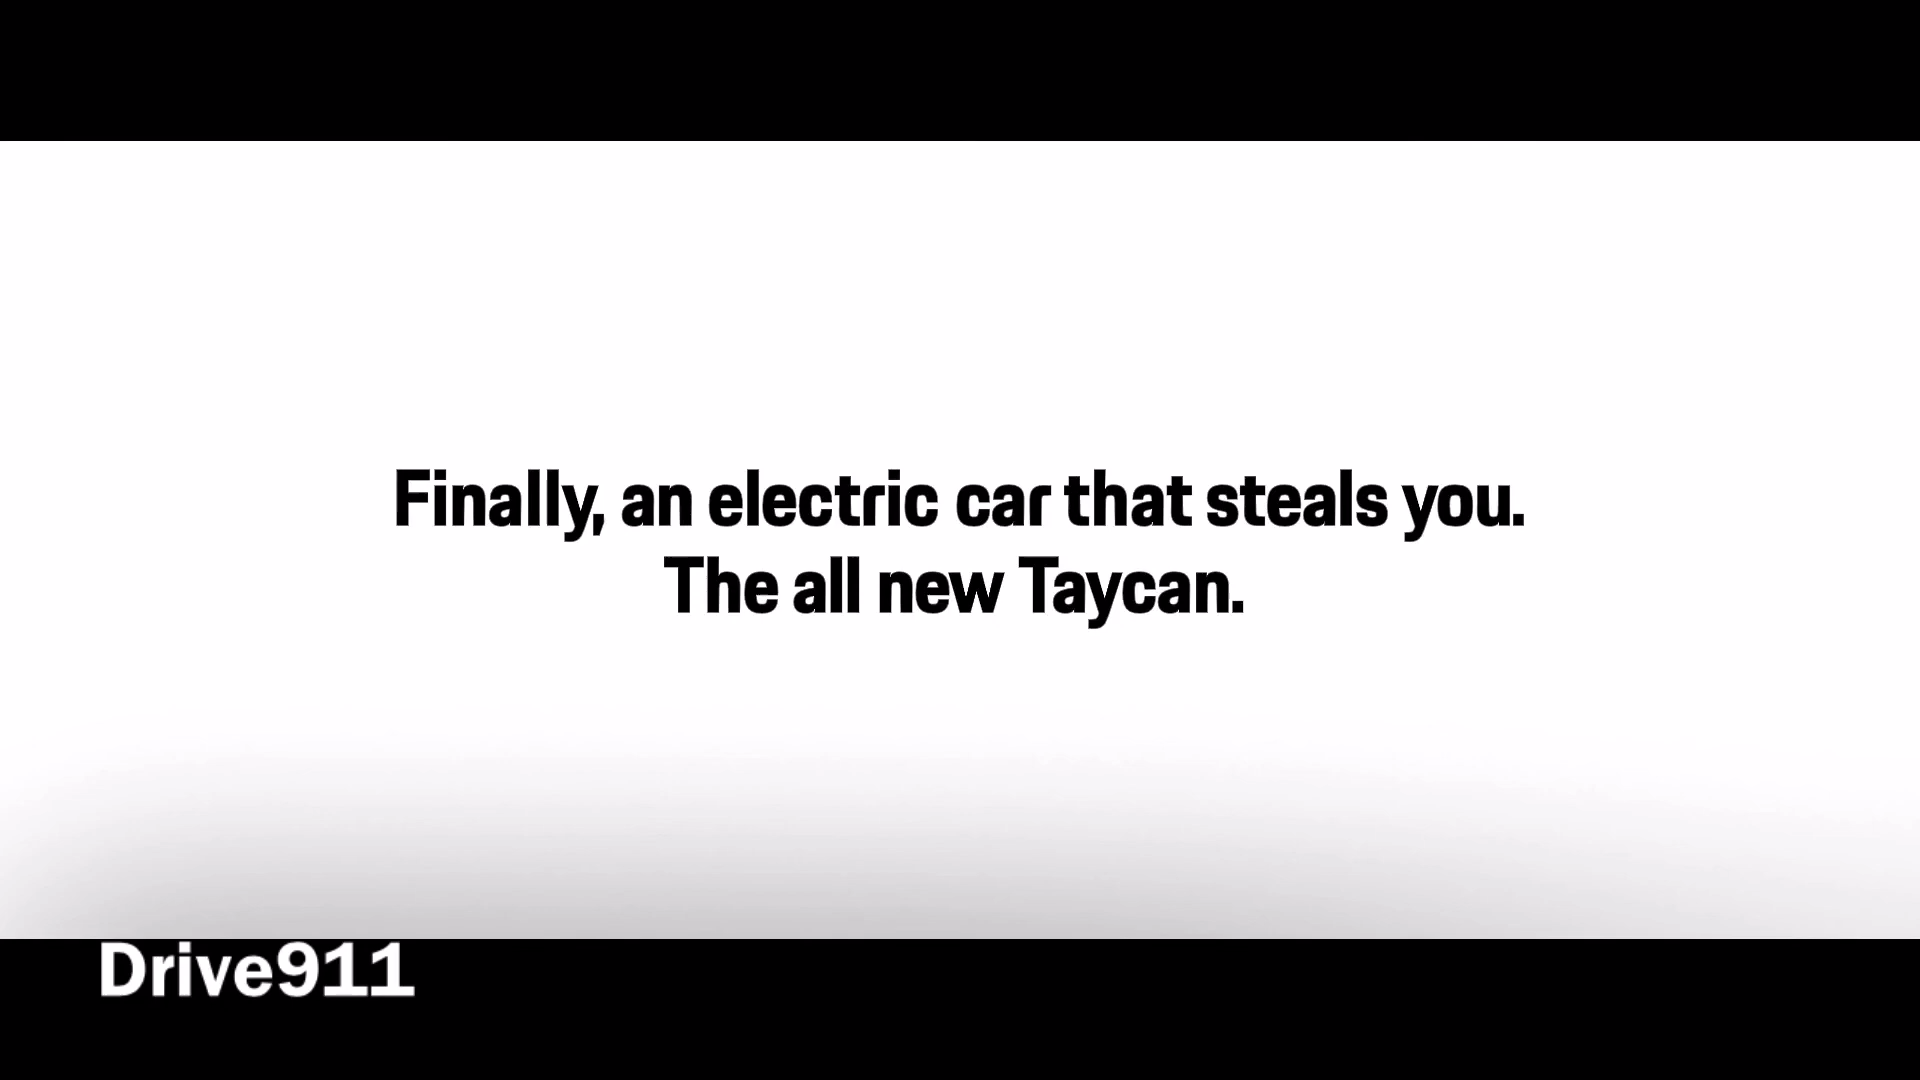 Finally, an electric car that steals you.
The all new Taycan.
Drive911